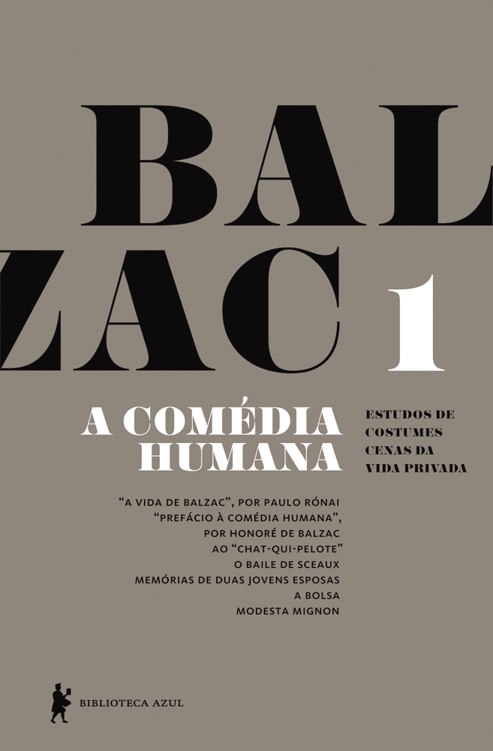 BAL
ZAC 1
A COMÉDIA
HUMANA
ESTUDOS DE
COSTUMES
CENAS DA
VIDA PRIVADA
“A VIDA DE BALZAC”, POR PAULO RÓNAI
“PREFÁCIO À COMÉDIA HUMANA”,
POR HONORÉ DE BALZAC
AO “CHAT-QUI-PELOTE”
O BAILE DE SCEAUX
MEMÓRIAS DE DUAS JOVENS ESPOSAS
A BOLSA
MODESTA MIGNON
BIBLIOTECA AZUL